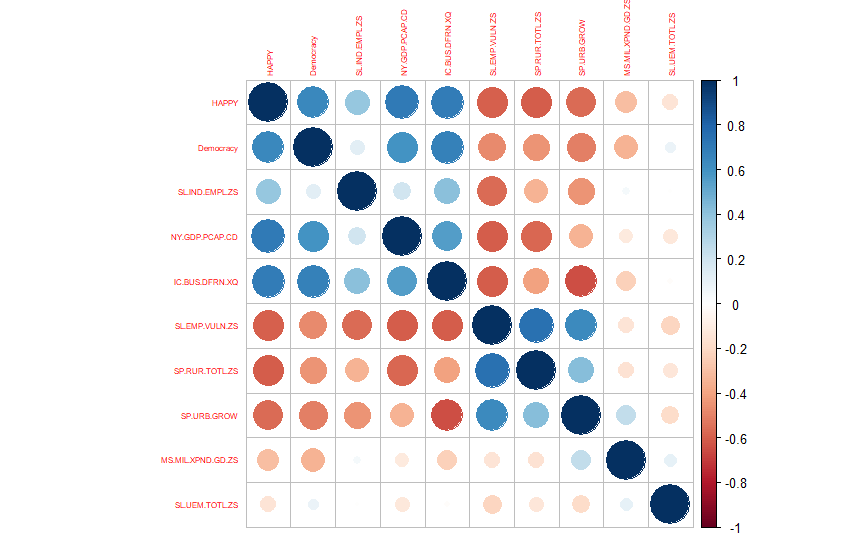 HAPPY
Democracy
SL.IND.EMPL.ZS
NY.GDP.PCAP.CD
IC.BUS.DFRN.XQ
SL.EMP.VULN.ZS
SP.RUR.TOTL.ZS
SP.URB.GROW
MS.MIL.XPND.GD.ZS
SL.UEM.TOTL.ZS
HAPPY
Democracy
SL.IND.EMPL.ZS
NY.GDP.PCAP.CD
IC.BUS.DFRN.XQ
SL.EMP.VULN.ZS
SP.RUR.TOTL.ZS
SP.URB.GROW
MS.MIL.XPND.GD.ZS
SL.UEM.TOTL.ZS
1
0.8
0.6
0.4
0.2
0
-0.2
-0.4
-0.6
-0.8
-1